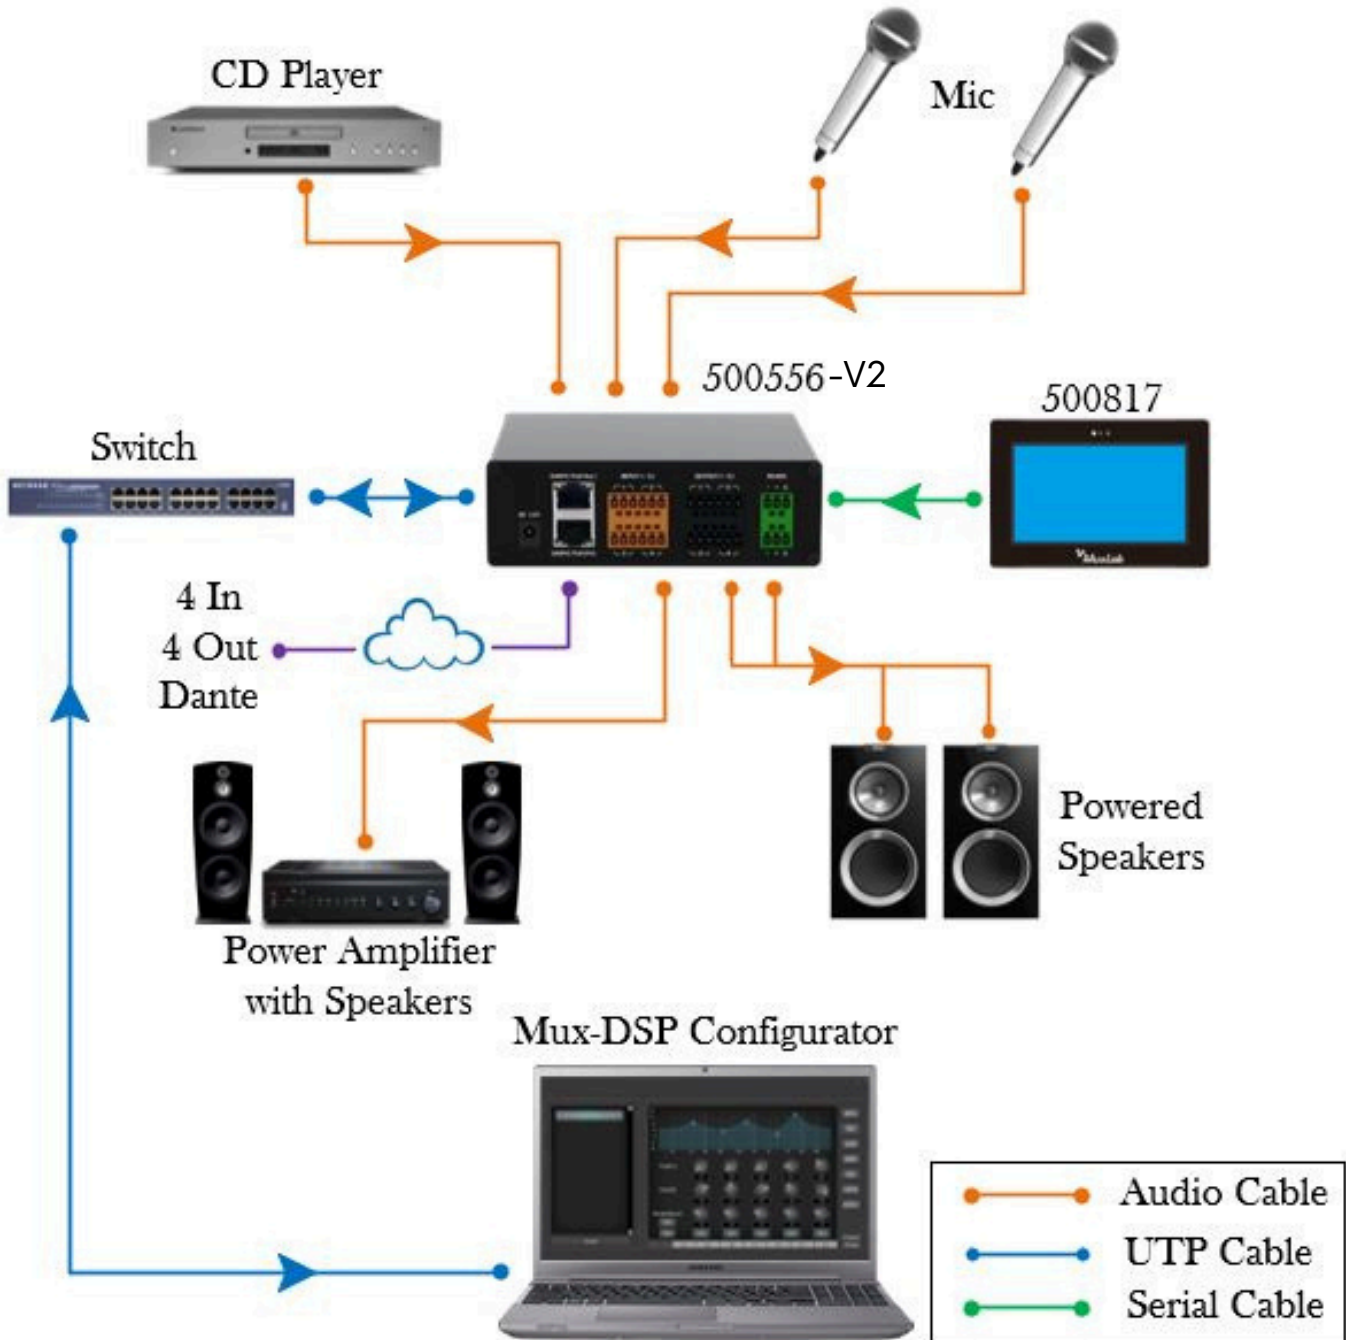 CD Player
Mic
500556-V2
500817
Switch
4 In
4 Out
Dante
MuxLab
Powered
Speakers
Power Amplifier
with Speakers
Mux-DSP Configurator
Audio Cable
UTP Cable
Serial Cable